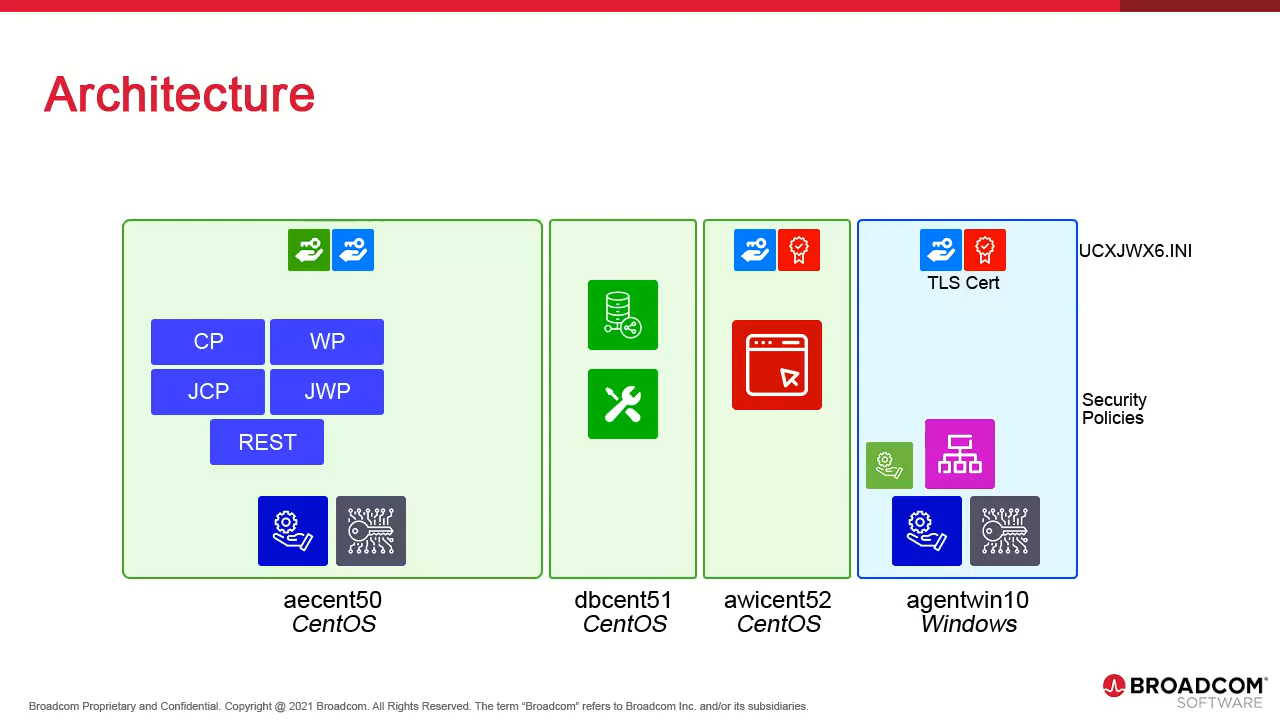 Architecture
UCXJWX6.INI
TLS Cert
CP
WP
JCP
JWP
REST
Security
Policies
aecent50
CentOS
dbcent51
CentOS
awicent52
CentOS
agentwin10
Windows
Broadcom Proprietary and Confidential. Copyright @ 2021 Broadcom. All Rights Reserved. The term “Broadcom” refers to Broadcom Inc. and/or its subsidiaries.
BROADCOM®
SOFTWARE